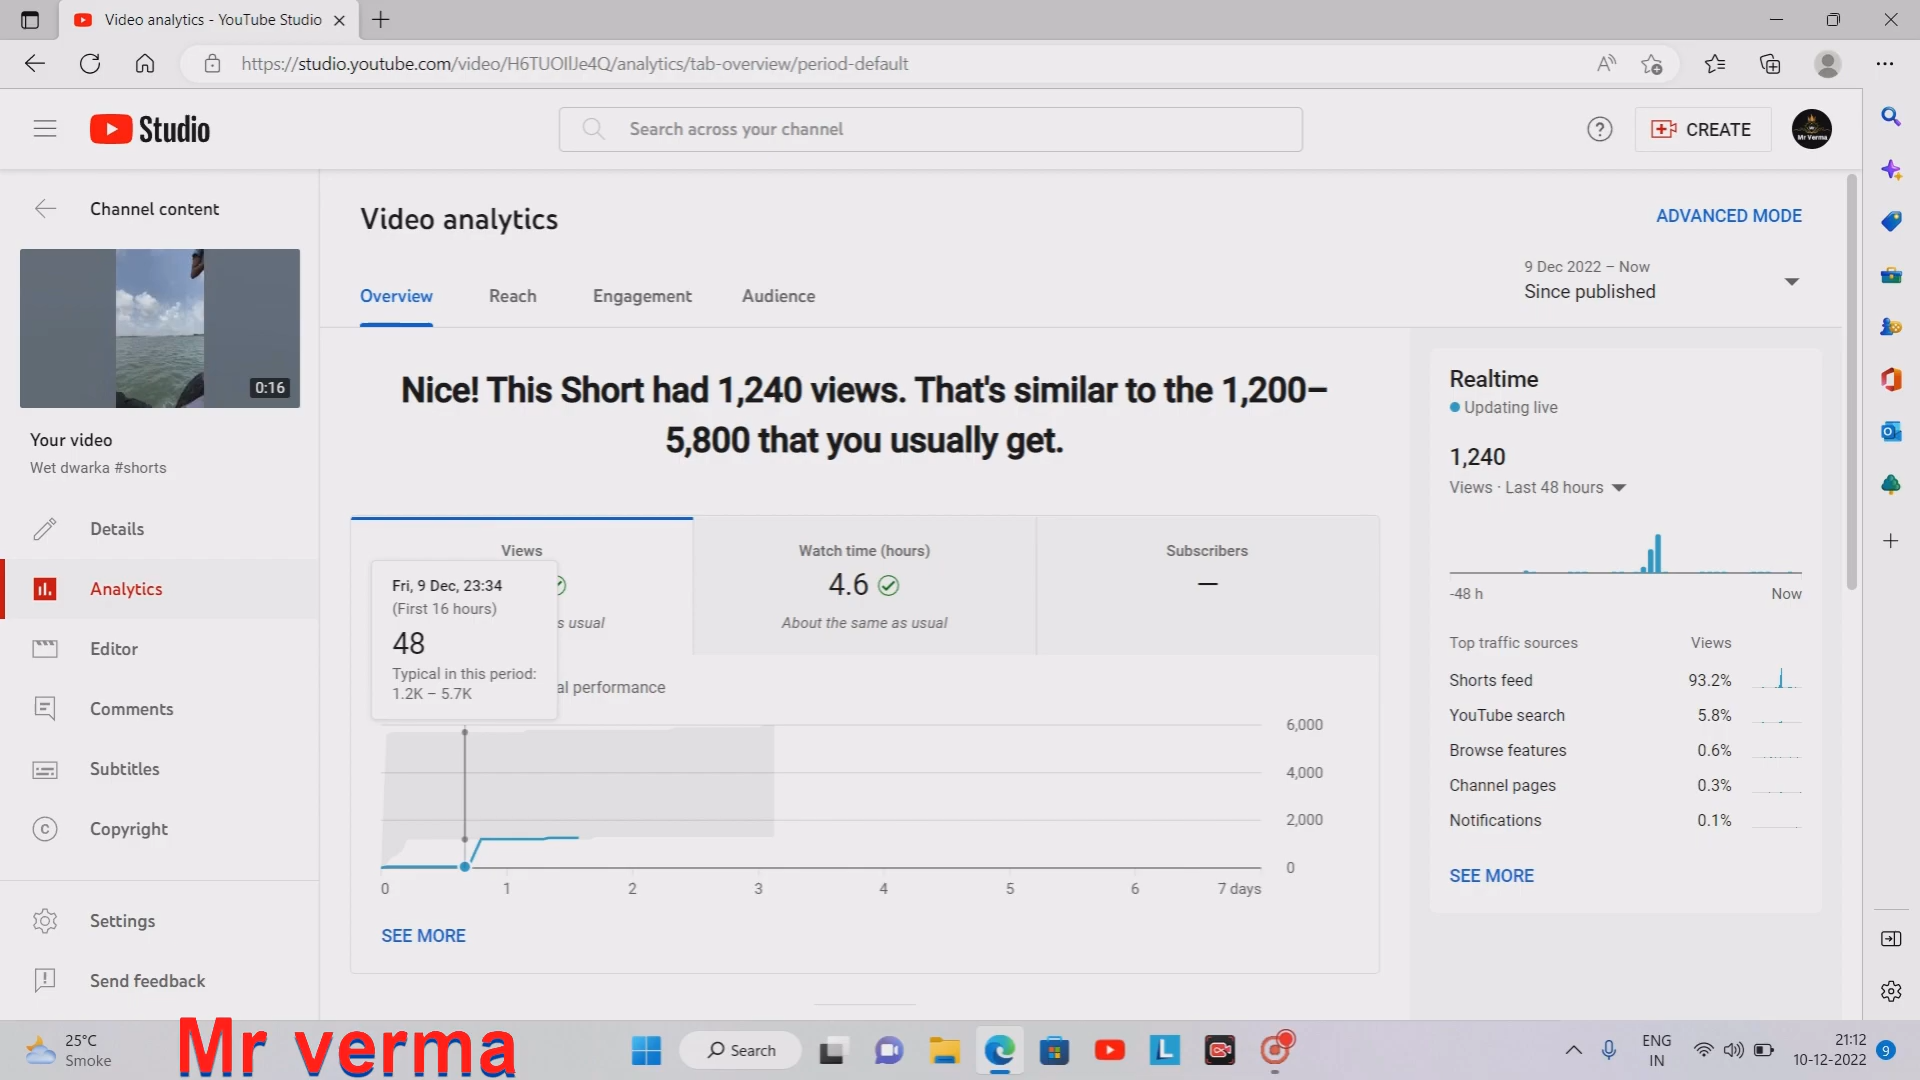 Video analytics - YouTube Studio
https://studio.youtube.com/video/H6TUOIlJe4Q/analytics/tab-overview/period-default
Studio
Search across your channel
CREATE
Mr Verma
Channel content
0:16
Your video
Wet dwarka #shorts
Details
Analytics
Editor
Comments
Subtitles
Copyright
Settings
Send feedback
Video analytics
ADVANCED MODE
Overview
Reach
Engagement
Audience
9 Dec 2022 – Now
Since published
Nice! This Short had 1,240 views. That's similar to the 1,200–
5,800 that you usually get.
Views
s usual
Watch time (hours)
4.6
About the same as usual
Subscribers
—
Fri, 9 Dec, 23:34
(First 16 hours)
48
Typical in this period:
1.2K – 5.7K
al performance
6,000
4,000
2,000
0
0 1 2 3 4 5 6 7 days
SEE MORE
Realtime
Updating live
1,240
Views · Last 48 hours
-48 h Now
Top traffic sources Views
Shorts feed 93.2%
YouTube search 5.8%
Browse features 0.6%
Channel pages 0.3%
Notifications 0.1%
SEE MORE
25°C
Smoke
Mr verma
Search
ENG
IN
21:12
10-12-2022
9